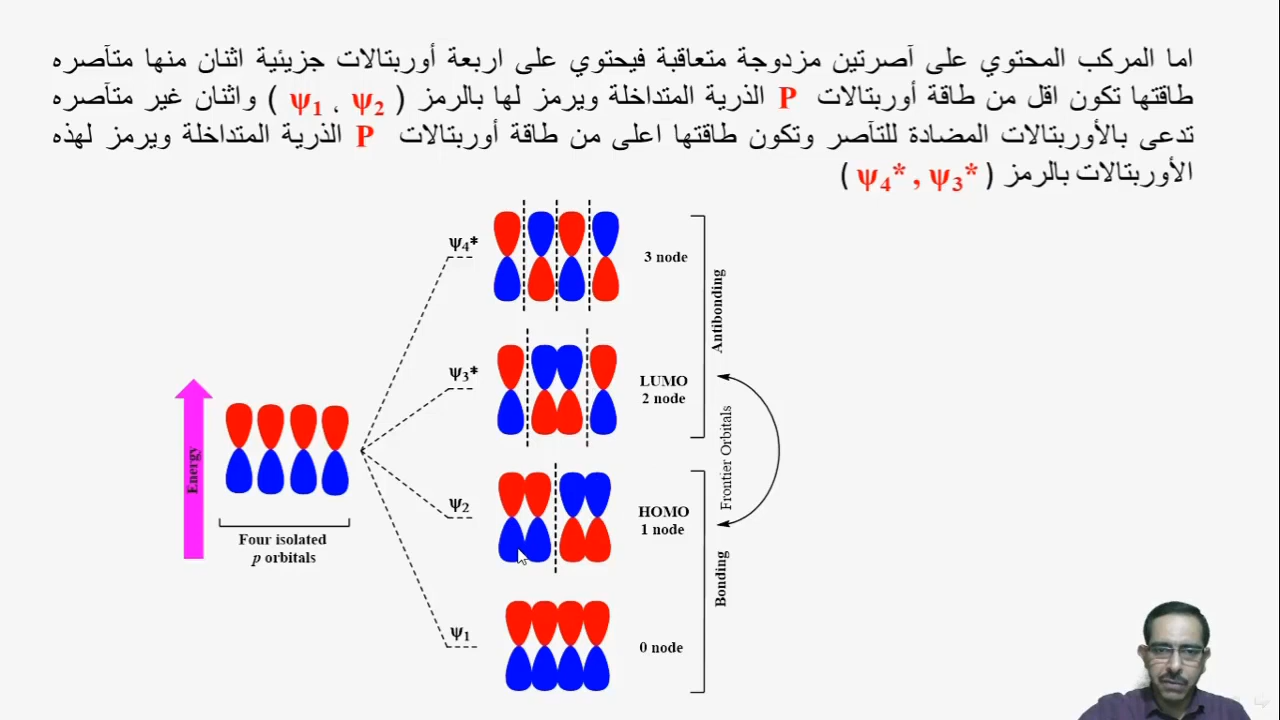 اما المركب المحتوي على آصرتين مزدوجة متعاقبة فيحتوي على اربعة أوربتالات جزيئية اثنان منها متآصره
طاقتها تكون اقل من طاقة أوربتالات P الذرية المتداخلة ويرمز لها بالرمز ( ψ1 ، ψ2 ) واثنان غير متآصره
تدعى بالأوربتالات المضادة للتآصر وتكون طاقتها اعلى من طاقة أوربتالات P الذرية المتداخلة ويرمز لهذه
الأوربتالات بالرمز ( ψ4* , ψ3* )
ψ4*
3 node
Antibonding
ψ3*
LUMO
2 node
Frontier Orbitals
Energy
ψ2
HOMO
1 node
Four isolated
p orbitals
Bonding
ψ1
0 node